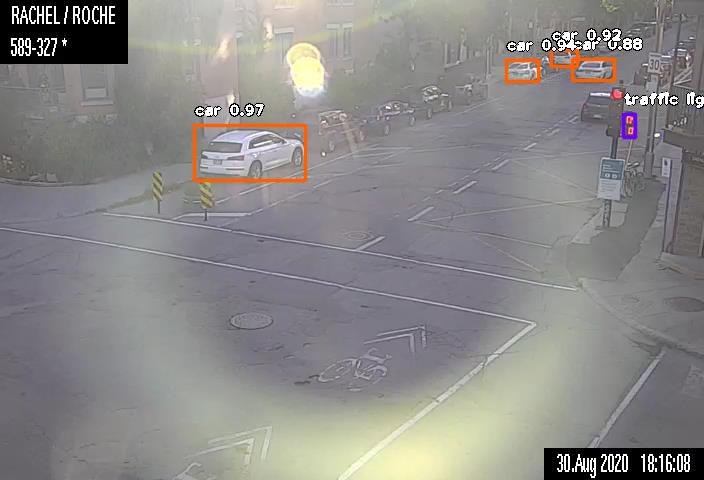 RACHEL / ROCHE
589-327 *
car 0.92
car 0.94
car 0.88
car 0.97
traffic lig
30.Aug 2020 18:16:08